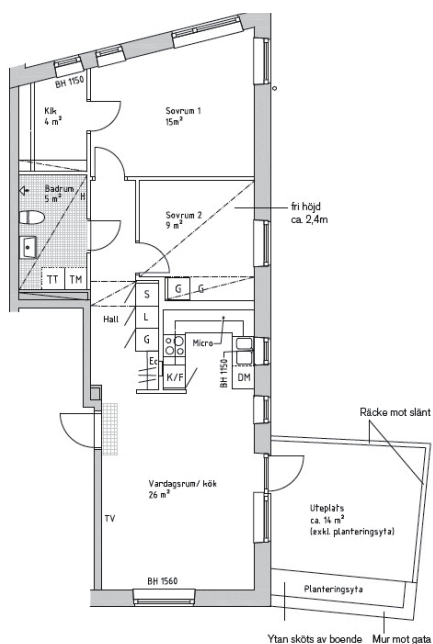 BH 1150
Klk
4 m²
Sovrum 1
15m²
Badrum
5 m²
H
Sovrum 2
9 m²
fri höjd
ca. 2,4m
TT
TM
S
G
G
Hall
L
G
Micro
Ec
K/F
BH 1150
DM
Räcke mot slänt
Vardagsrum/ kök
26 m²
Uteplats
ca. 14 m²
(exkl. planteringsyta)
TV
BH 1560
Planteringsyta
Ytan sköts av boende
Mur mot gata